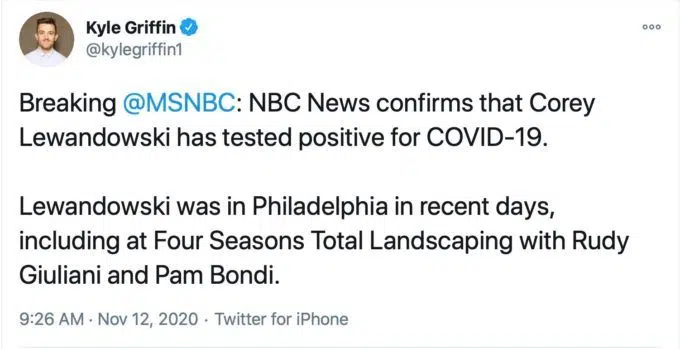 Kyle Griffin
@kylegriffin1
Breaking @MSNBC: NBC News confirms that Corey
Lewandowski has tested positive for COVID-19.
Lewandowski was in Philadelphia in recent days,
including at Four Seasons Total Landscaping with Rudy
Giuliani and Pam Bondi.
9:26 AM · Nov 12, 2020 · Twitter for iPhone